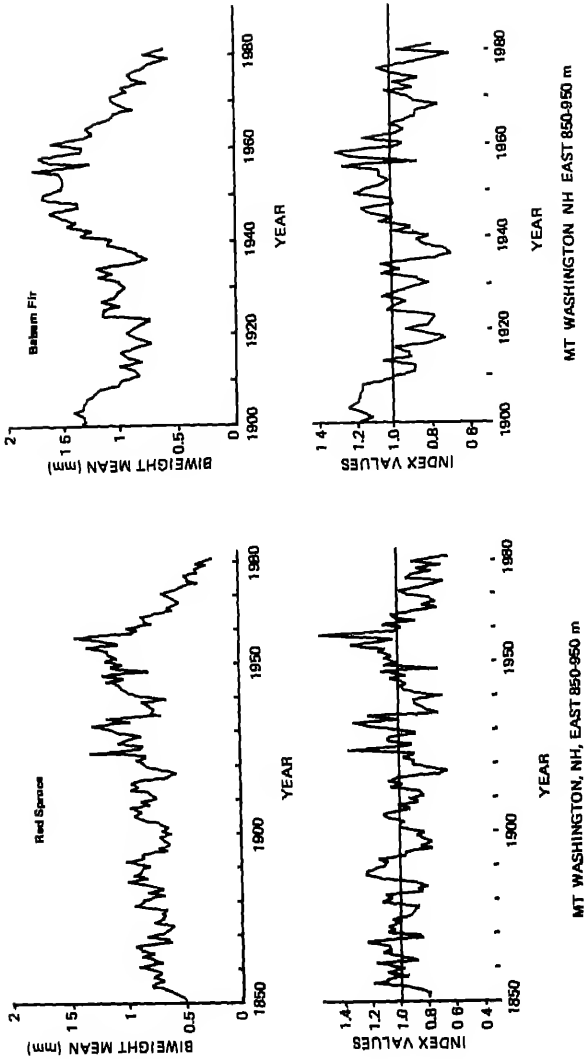 Red Spruce
BIWEIGHT MEAN (mm)
2
1.5
1
0.5
0
1850 1900 1950 1980
YEAR
INDEX VALUES
1.4
1.2
1.0
0.8
0.6
0 4
1850 1900 1950 1980
YEAR
MT WASHINGTON, NH, EAST 850-950 m
Balsam Fir
BIWEIGHT MEAN (mm)
2
1 5
1
0.5
0
1900 1920 1940 1960 1980
YEAR
INDEX VALUES
1 4
1.2
1.0
0.8
0 6
1900 1920 1940 1960 1980
YEAR
MT WASHINGTON NH EAST 850-950 m